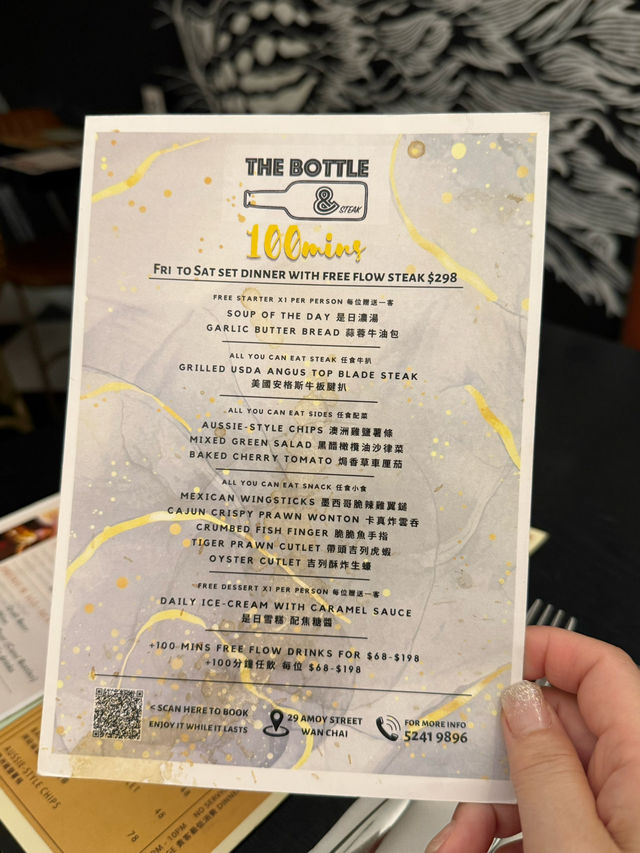 THE BOTTLE
& STEAK
100mins
FRI TO SAT SET DINNER WITH FREE FLOW STEAK $298
FREE STARTER X1 PER PERSON 每位贈送一客
SOUP OF THE DAY 是日濃湯
GARLIC BUTTER BREAD 蒜蓉牛油包
ALL YOU CAN EAT STEAK 任食牛扒
GRILLED USDA ANGUS TOP BLADE STEAK
美國安格斯牛板腱扒
ALL YOU CAN EAT SIDES 任食配菜
AUSSIE-STYLE CHIPS 澳洲雞鹽薯條
MIXED GREEN SALAD 黑醋橄欖油沙律菜
BAKED CHERRY TOMATO 焗香草車厘茄
ALL YOU CAN EAT SNACK 任食小食
MEXICAN WINGSTICKS 墨西哥脆辣雞翼鎚
CAJUN CRISPY PRAWN WONTON 卡真炸雲吞
CRUMBED FISH FINGER 脆脆魚手指
TIGER PRAWN CUTLET 帶頭吉列虎蝦
OYSTER CUTLET 吉列酥炸生蠔
FREE DESSERT X1 PER PERSON 每位贈送一客
DAILY ICE-CREAM WITH CARAMEL SAUCE
是日雪糕 配焦糖醬
+100 MINS FREE FLOW DRINKS FOR $68-$198
+100分鐘任飲 每位 $68-$198
< SCAN HERE TO BOOK
ENJOY IT WHILE IT LASTS
29 AMOY STREET
WAN CHAI
FOR MORE INFO
5241 9896
AUSSIE-STYLE CHIPS
48
78